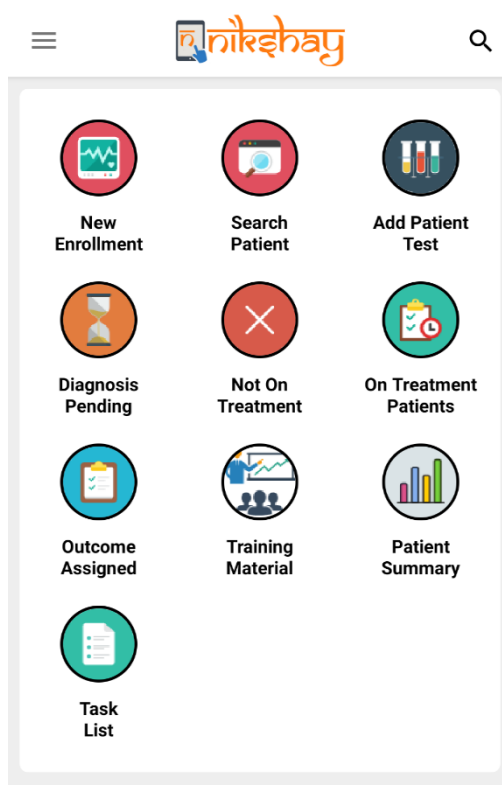 नि nikshay
New Search Add Patient
Enrollment Patient Test
Diagnosis Not On On Treatment
Pending Treatment Patients
Outcome Training Patient
Assigned Material Summary
Task
List